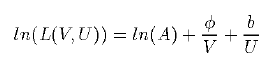 ln(L(V,U)) = ln(A) + ϕ/V + b/U